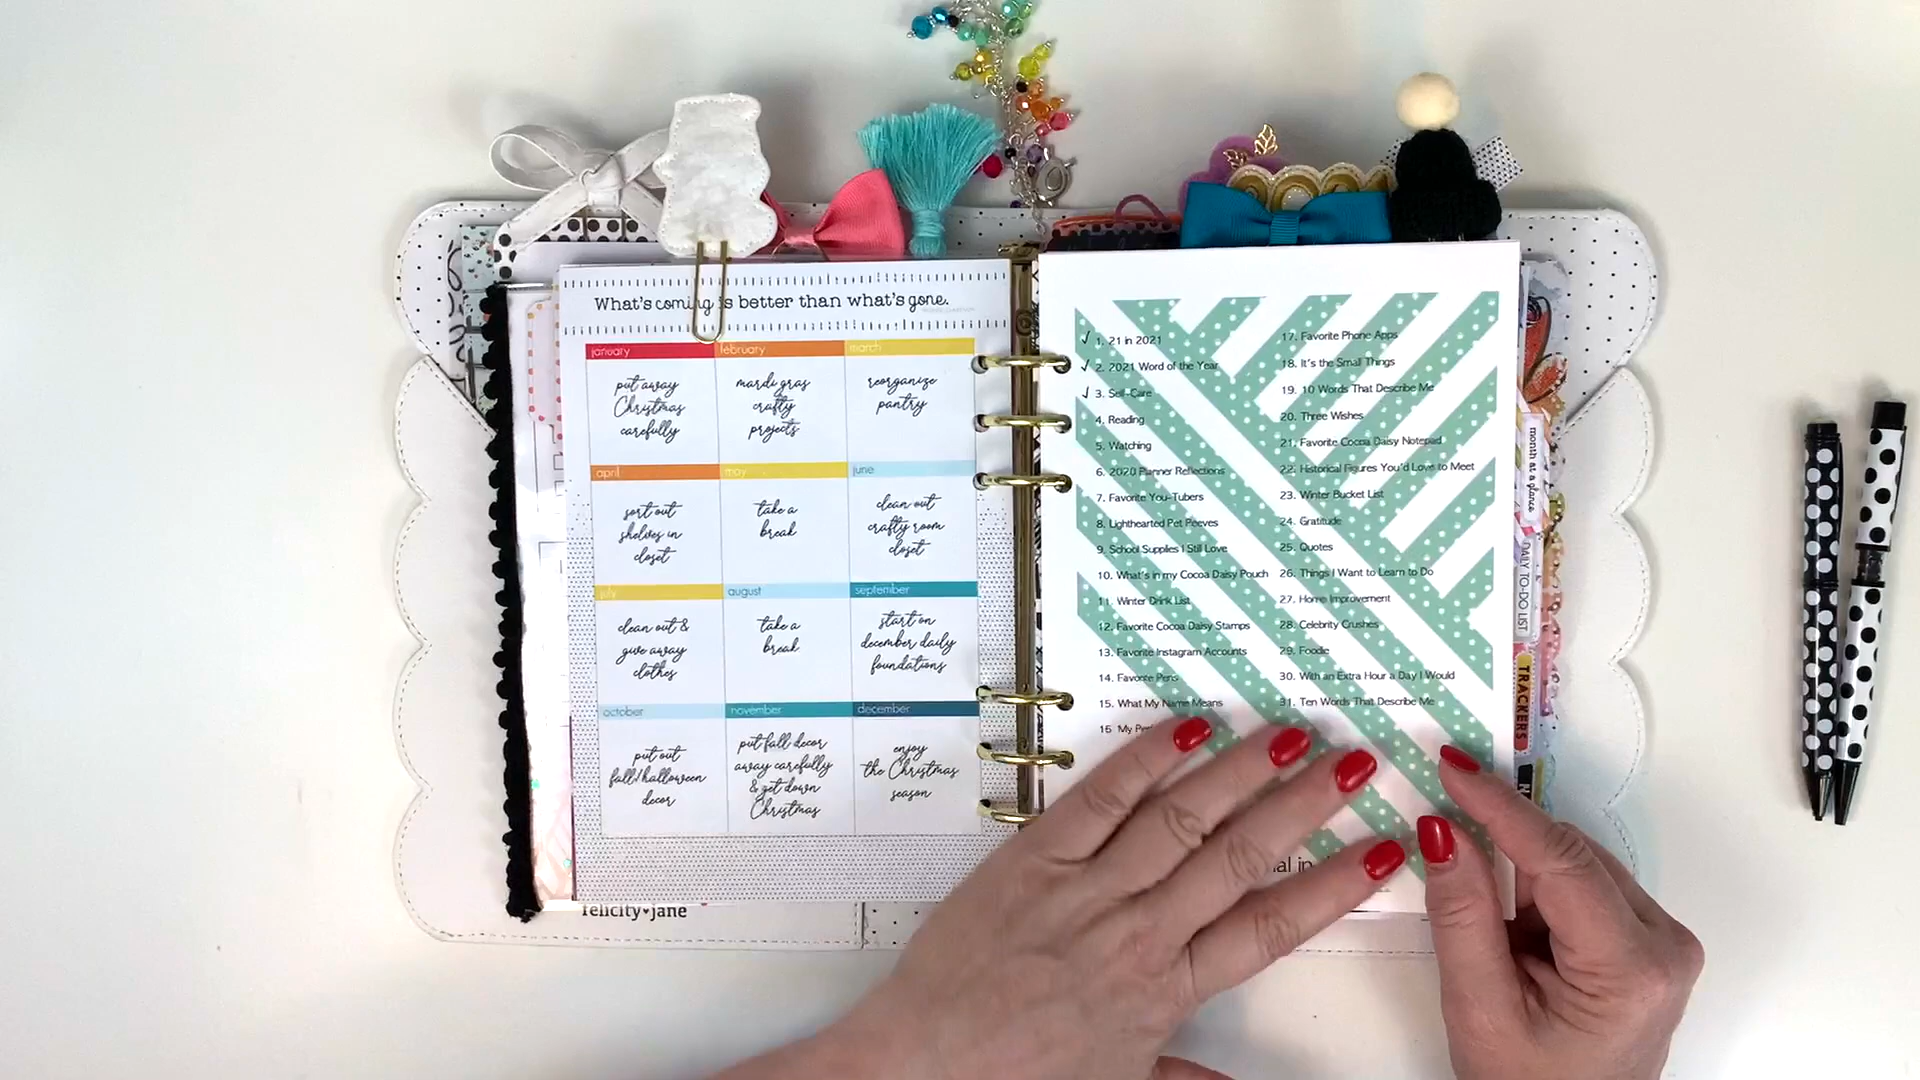 What's coming is better than what's gone.
january
february
march
put away
Christmas
carefully
mardi gras
crafty
projects
reorganize
pantry
april
may
june
sort out
shelves in
closet
take a
break
clean out
crafty room
closet
july
august
september
clean out &
give away
clothes
take a
break
start on
december daily
foundations
october
november
december
put out
fall/halloween
decor
put fall decor
away carefully
& get down
Christmas
enjoy
the Christmas
season
felicity jane
✓ 1. 21 in 2021
✓ 2. 2021 Word of the Year
✓ 3. Self-Care
4. Reading
5. Watching
6. 2020 Planner Reflections
7. Favorite You-Tubers
8. Lighthearted Pet Peeves
9. School Supplies I Still Love
10. What's in my Cocoa Daisy Pouch
11. Winter Drink List
12. Favorite Cocoa Daisy Stamps
13. Favorite Instagram Accounts
14. Favorite Pens
15. What My Name Means
16 My
17. Favorite Phone Apps
18. It's the Small Things
19. 10 Words That Describe Me
20. Three Wishes
21. Favorite Cocoa Daisy Notepad
22. Historical Figures You'd Love to Meet
23. Winter Bucket List
24. Gratitude
25. Quotes
26. Things I Want to Learn to Do
27. Home Improvement
28. Celebrity Crushes
29. Foodie
30. With an Extra Hour a Day I Would
31. Ten Words That Describe Me
month at a glance
DAILY TO-DO LIST
TRACKERS